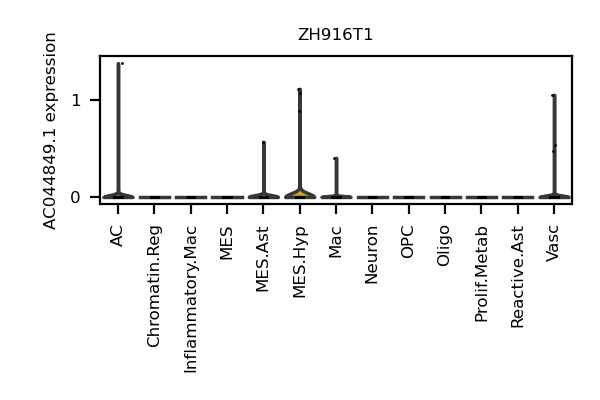 ZH916T1
AC044849.1 expression
1
0
AC
Chromatin.Reg
Inflammatory.Mac
MES
MES.Ast
MES.Hyp
Mac
Neuron
OPC
Oligo
Prolif.Metab
Reactive.Ast
Vasc